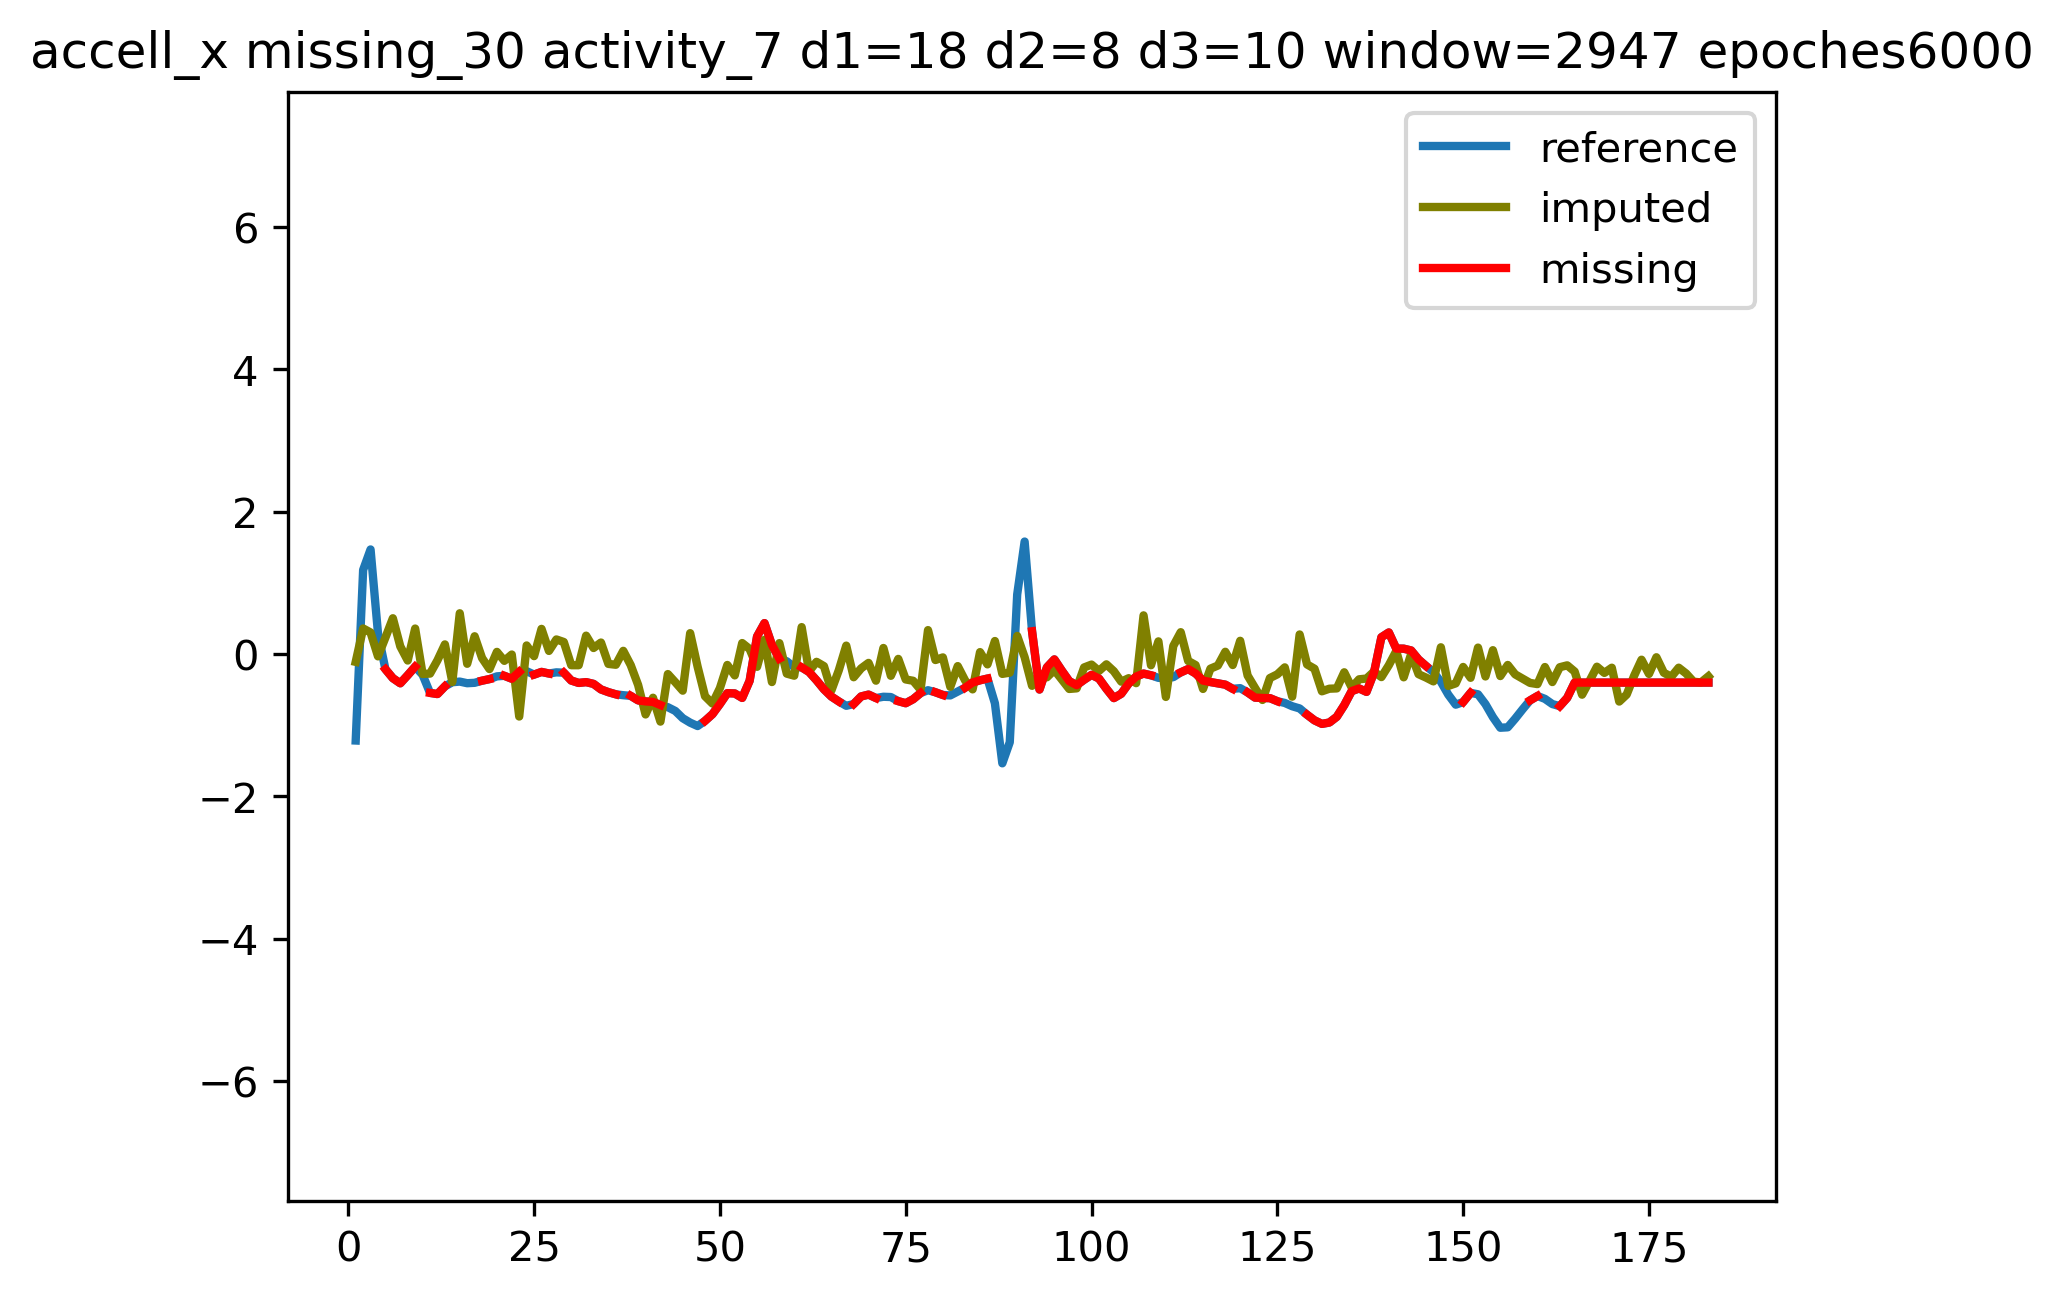 accell_x missing_30 activity_7 d1=18 d2=8 d3=10 window=2947 epoches6000
reference
imputed
missing
6
4
2
0
−2
−4
−6
0 25 50 75 100 125 150 175